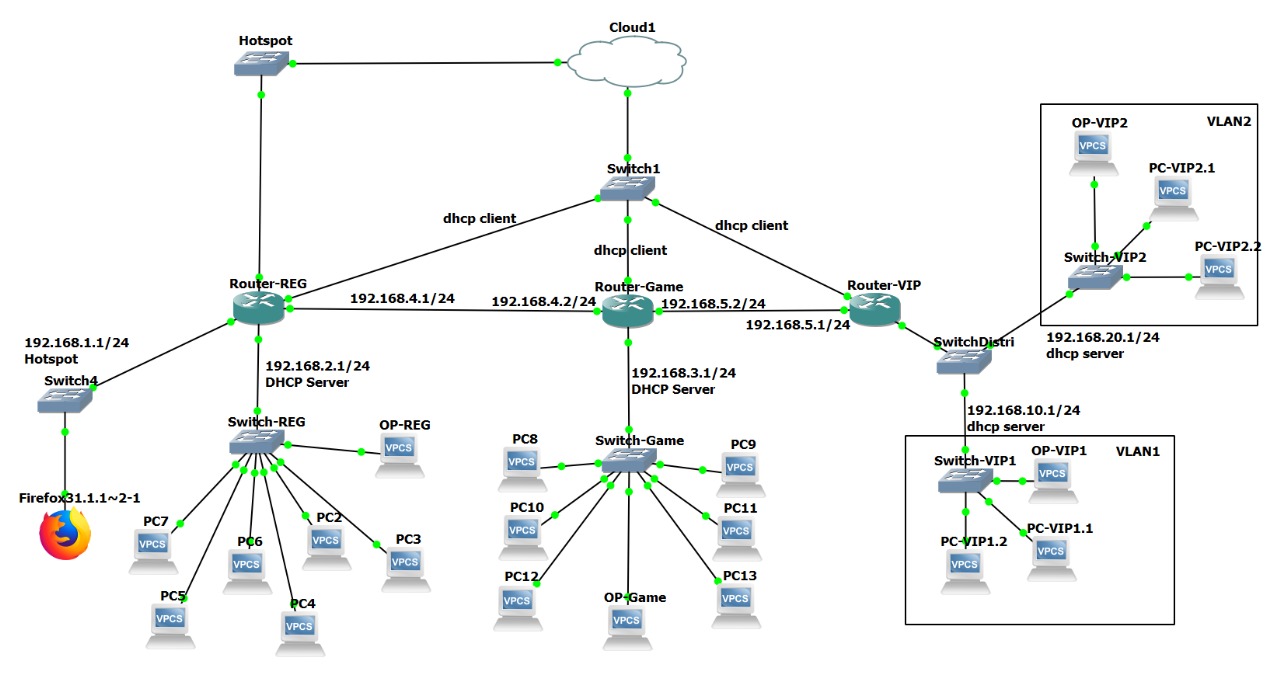 Cloud1
Hotspot
OP-VIP2
VLAN2
VPCS
PC-VIP2.1
VPCS
Switch1
dhcp client
dhcp client
dhcp client
PC-VIP2.2
VPCS
Switch-VIP2
Router-REG
Router-Game
Router-VIP
192.168.4.1/24
192.168.4.2/24
192.168.5.2/24
192.168.5.1/24
192.168.1.1/24
Hotspot
SwitchDistri
192.168.20.1/24
dhcp server
Switch4
192.168.2.1/24
DHCP Server
192.168.3.1/24
DHCP Server
192.168.10.1/24
dhcp server
Switch-REG
OP-REG
VPCS
PC8
VPCS
Switch-Game
PC9
VPCS
Switch-VIP1
OP-VIP1
VPCS
VLAN1
Firefox31.1.1~2-1
PC7
VPCS
PC6
VPCS
PC2
VPCS
PC3
VPCS
PC10
VPCS
PC11
VPCS
PC-VIP1.2
VPCS
PC-VIP1.1
VPCS
PC5
VPCS
PC4
VPCS
PC12
VPCS
OP-Game
VPCS
PC13
VPCS